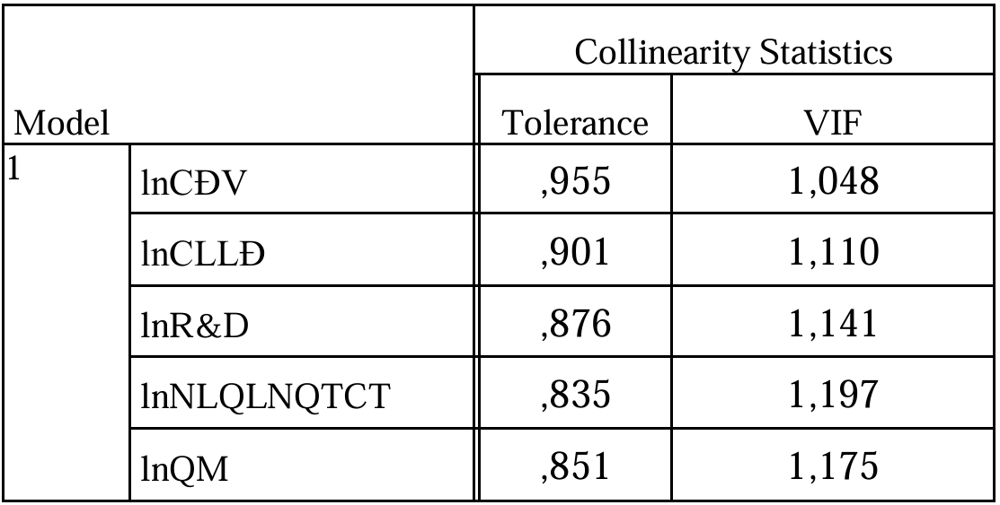 Collinearity Statistics
Model Tolerance VIF
1 lnCĐV ,955 1,048
lnCLLĐ ,901 1,110
lnR&D ,876 1,141
lnNLQLNQTCT ,835 1,197
lnQM ,851 1,175